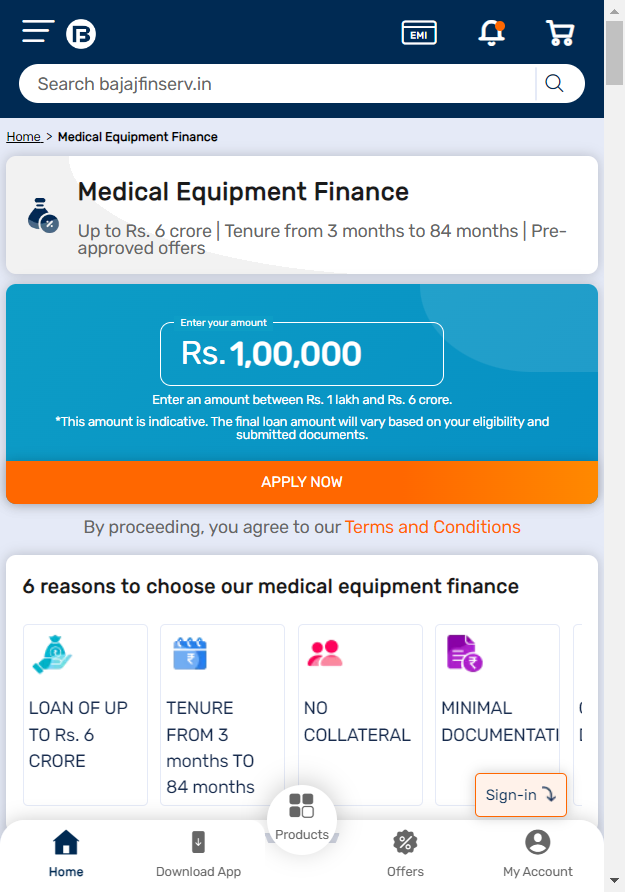 EMI
Search bajajfinserv.in
Home > Medical Equipment Finance
Medical Equipment Finance
Up to Rs. 6 crore | Tenure from 3 months to 84 months | Pre-
approved offers
Enter your amount
Rs. 1,00,000
Enter an amount between Rs. 1 lakh and Rs. 6 crore.
*This amount is indicative. The final loan amount will vary based on your eligibility and
submitted documents.
APPLY NOW
By proceeding, you agree to our Terms and Conditions
6 reasons to choose our medical equipment finance
LOAN OF UP
TO Rs. 6
CRORE
TENURE
FROM 3
months TO
84 months
NO
COLLATERAL
MINIMAL
DOCUMENTATI
Sign-in
Home
Download App
Products
Offers
My Account